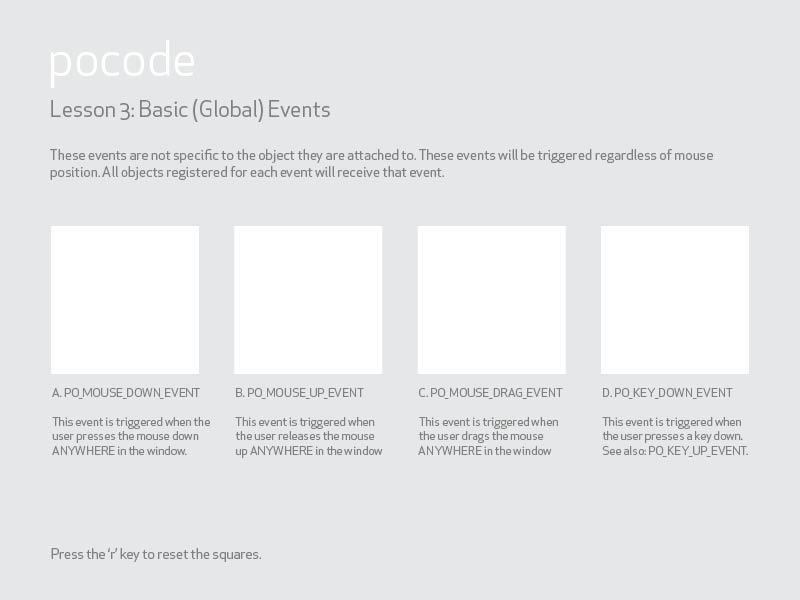 pocode
Lesson 3: Basic (Global) Events
These events are not specific to the object they are attached to. These events will be triggered regardless of mouse
position. All objects registered for each event will receive that event.
A. PO_MOUSE_DOWN_EVENT
This event is triggered when the
user presses the mouse down
ANYWHERE in the window.
B. PO_MOUSE_UP_EVENT
This event is triggered when
the user releases the mouse
up ANYWHERE in the window
C. PO_MOUSE_DRAG_EVENT
This event is triggered when
the user drags the mouse
ANYWHERE in the window
D. PO_KEY_DOWN_EVENT
This event is triggered when
the user presses a key down.
See also: PO_KEY_UP_EVENT.
Press the 'r' key to reset the squares.